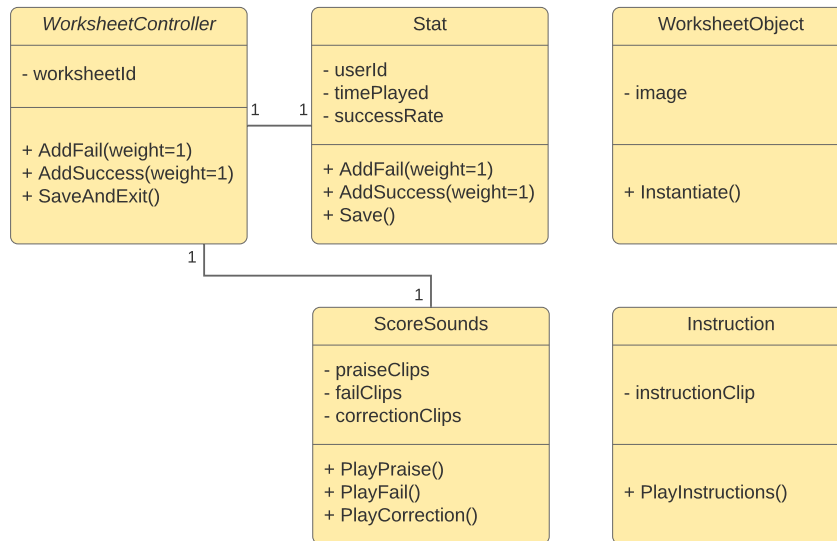 WorksheetController
- worksheetId
+ AddFail(weight=1)
+ AddSuccess(weight=1)
+ SaveAndExit()
1
1
Stat
- userId
- timePlayed
- successRate
+ AddFail(weight=1)
+ AddSuccess(weight=1)
+ Save()
WorksheetObject
- image
+ Instantiate()
1
1
ScoreSounds
- praiseClips
- failClips
- correctionClips
+ PlayPraise()
+ PlayFail()
+ PlayCorrection()
Instruction
- instructionClip
+ PlayInstructions()